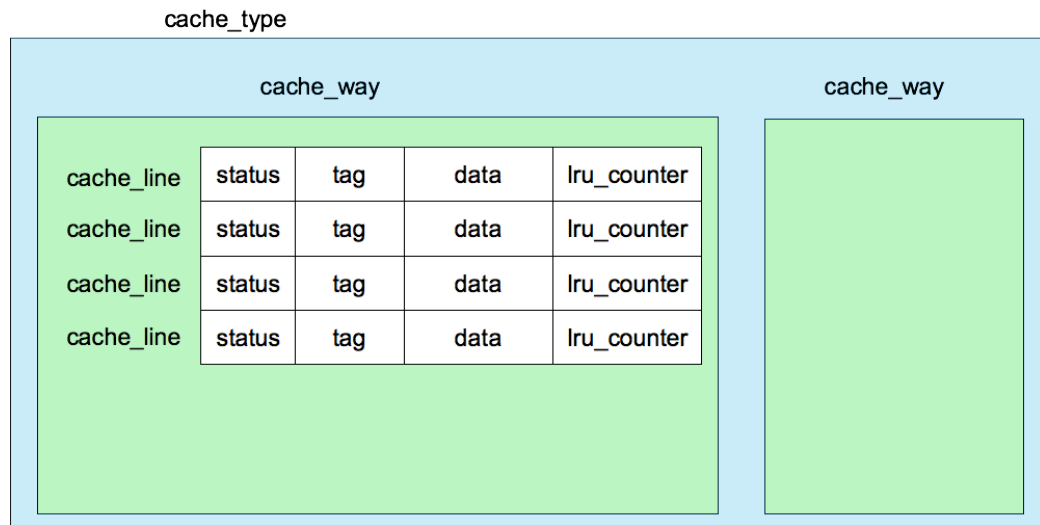 cache_type
cache_way cache_way
cache_line status tag data lru_counter
cache_line status tag data lru_counter
cache_line status tag data lru_counter
cache_line status tag data lru_counter